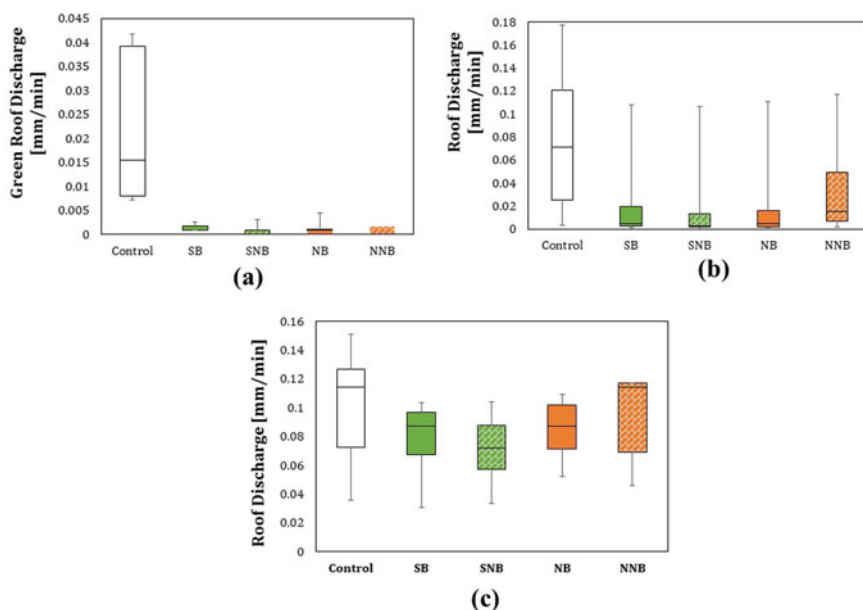 Green Roof Discharge
[mm/min]
0.045
0.04
0.035
0.03
0.025
0.02
0.015
0.01
0.005
0
Control SB SNB NB NNB
(a)
Roof Discharge
[mm/min]
0.18
0.16
0.14
0.12
0.1
0.08
0.06
0.04
0.02
0
Control SB SNB NB NNB
(b)
Roof Discharge [mm/min]
0.16
0.14
0.12
0.1
0.08
0.06
0.04
0.02
0
Control SB SNB NB NNB
(c)